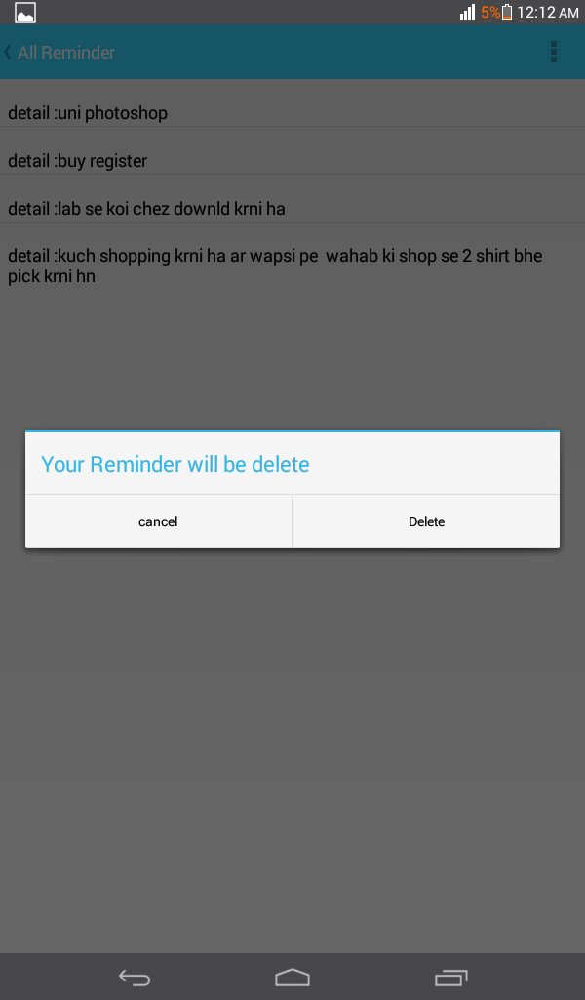 5% 12:12 AM
All Reminder
detail :uni photoshop
detail :buy register
detail :lab se koi chez downld krni ha
detail :kuch shopping krni ha ar wapsi pe  wahab ki shop se 2 shirt bhe
pick krni hn
Your Reminder will be delete
cancel Delete